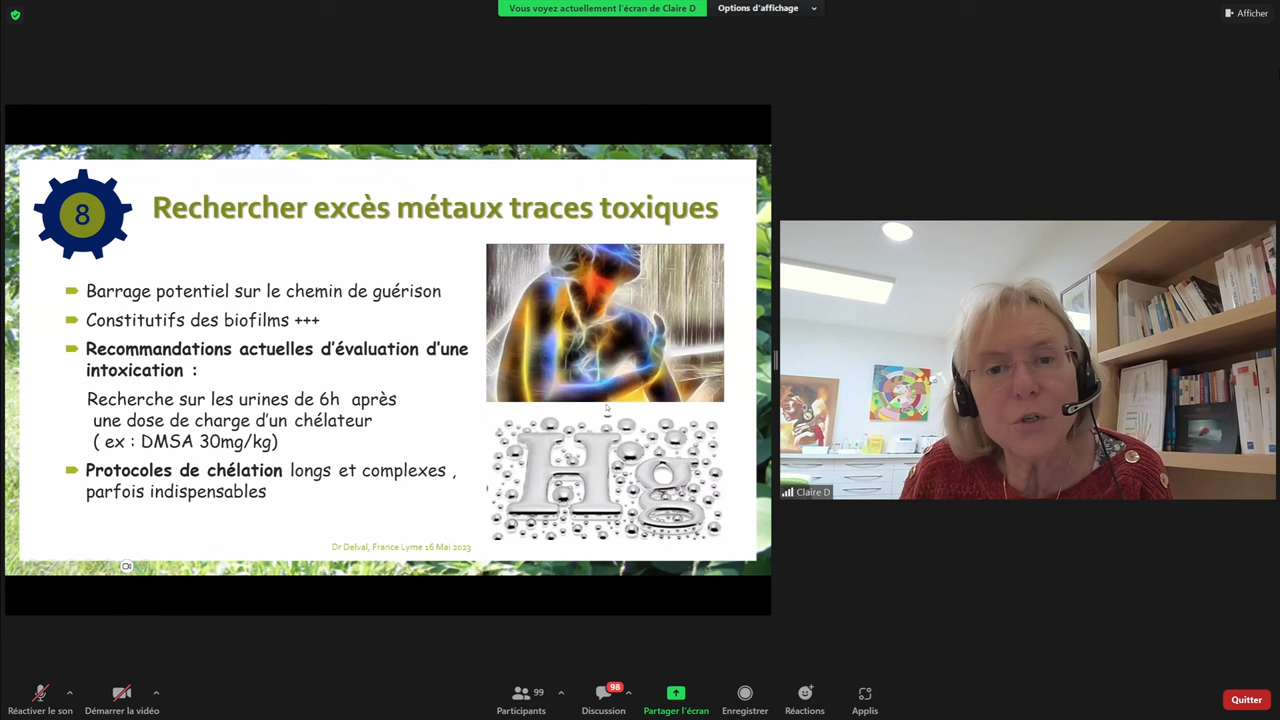 Vous voyez actuellement l'écran de Claire D
Options d'affichage
Afficher
8
Rechercher excès métaux traces toxiques
Barrage potentiel sur le chemin de guérison
Constitutifs des biofilms +++
Recommandations actuelles d'évaluation d'une
intoxication :
Recherche sur les urines de 6h après
une dose de charge d'un chélateur
( ex : DMSA 30mg/kg)
Protocoles de chélation longs et complexes ,
parfois indispensables
Hg
Dr Delval, France Lyme 16 Mai 2023
Claire D
Réactiver le son
Démarrer la vidéo
99
Participants
98
Discussion
Partager l'écran
Enregistrer
Réactions
Applis
Quitter